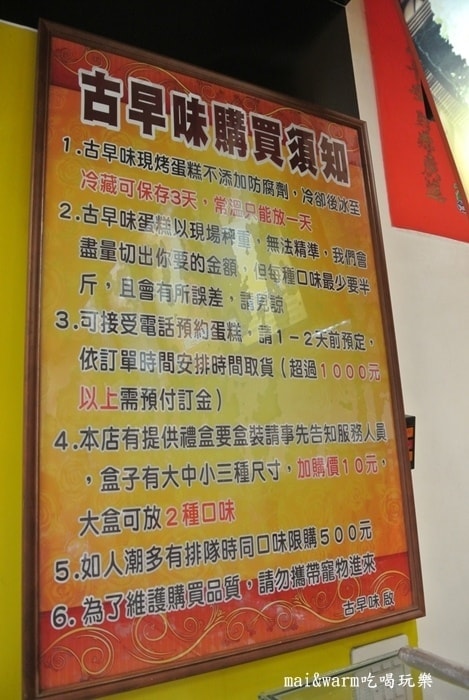 古早味購買須知
1.古早味現烤蛋糕不添加防腐劑，冷卻後冰至
冷藏可保存3天，常溫只能放一天
2.古早味蛋糕以現場秤重，無法精準，我們會
盡量切出你要的金額，但每種口味最少要半
斤，且會有所誤差，請見諒
3.可接受電話預約蛋糕，請1－2天前預定，
依訂單時間安排時間取貨（超過1000元
以上需預付訂金）
4.本店有提供禮盒要盒裝請事先告知服務人員
，盒子有大中小三種尺寸，加購價10元，
大盒可放2種口味
5.如人潮多有排隊時同口味限購500元
6.為了維護購買品質，請勿攜帶寵物進來
古早味 啟
mai&warm吃喝玩樂